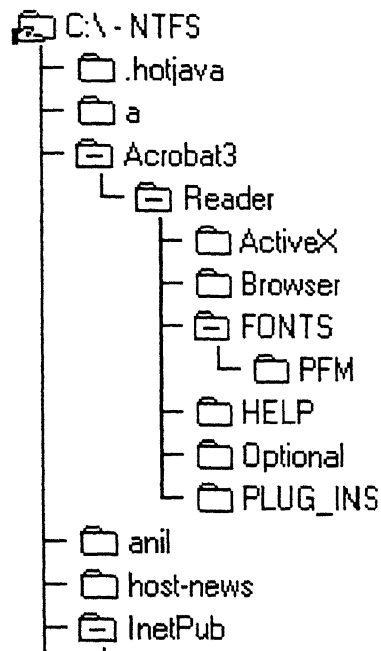 C:\ - NTFS
.hotjava
a
Acrobat3
Reader
ActiveX
Browser
FONTS
PFM
HELP
Optional
PLUG_INS
anil
host-news
InetPub